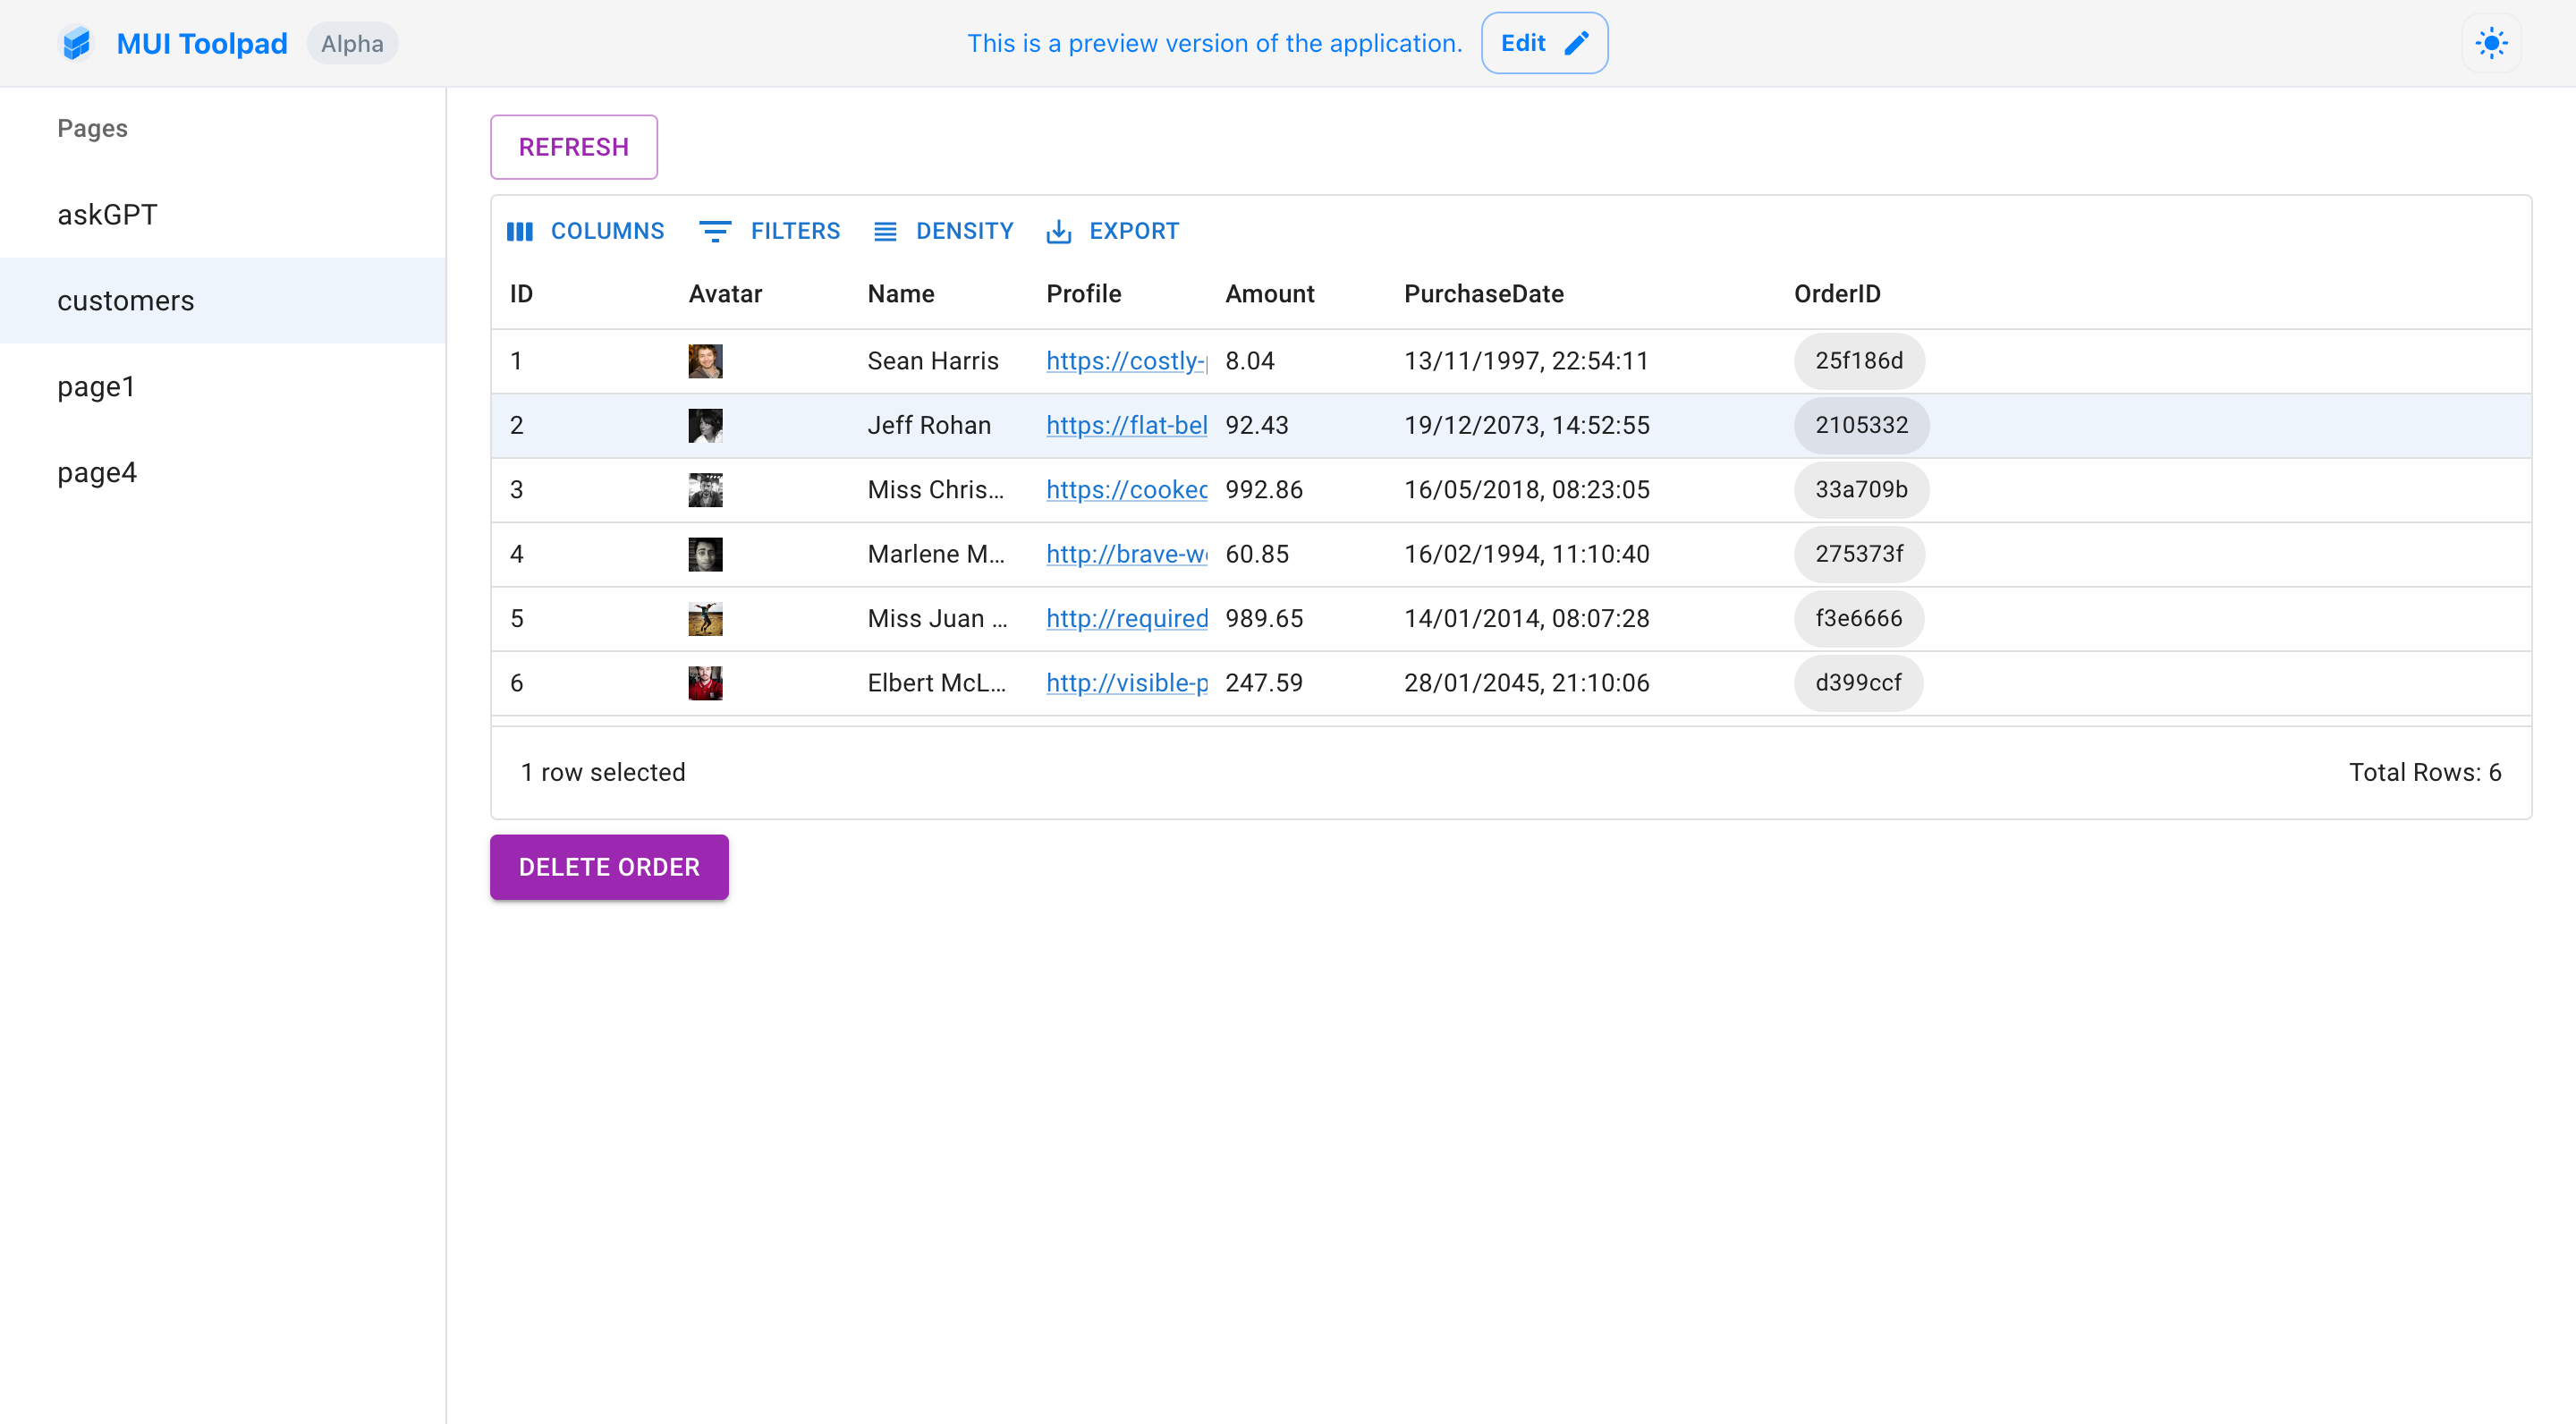 MUI Toolpad Alpha
This is a preview version of the application. Edit
Pages
askGPT
customers
page1
page4
REFRESH
COLUMNS FILTERS DENSITY EXPORT
ID Avatar Name Profile Amount PurchaseDate OrderID
1 Sean Harris https://costly- 8.04 13/11/1997, 22:54:11 25f186d
2 Jeff Rohan https://flat-bel 92.43 19/12/2073, 14:52:55 2105332
3 Miss Chris... https://cooked 992.86 16/05/2018, 08:23:05 33a709b
4 Marlene M... http://brave-w 60.85 16/02/1994, 11:10:40 275373f
5 Miss Juan ... http://required 989.65 14/01/2014, 08:07:28 f3e6666
6 Elbert McL... http://visible-p 247.59 28/01/2045, 21:10:06 d399ccf
1 row selected Total Rows: 6
DELETE ORDER